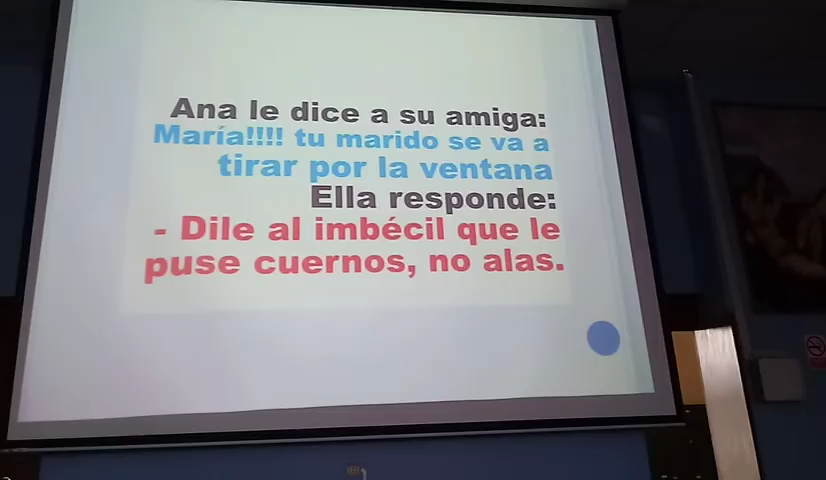 Ana le dice a su amiga:
María!!!! tu marido se va a
tirar por la ventana
Ella responde:
- Dile al imbécil que le
puse cuernos, no alas.